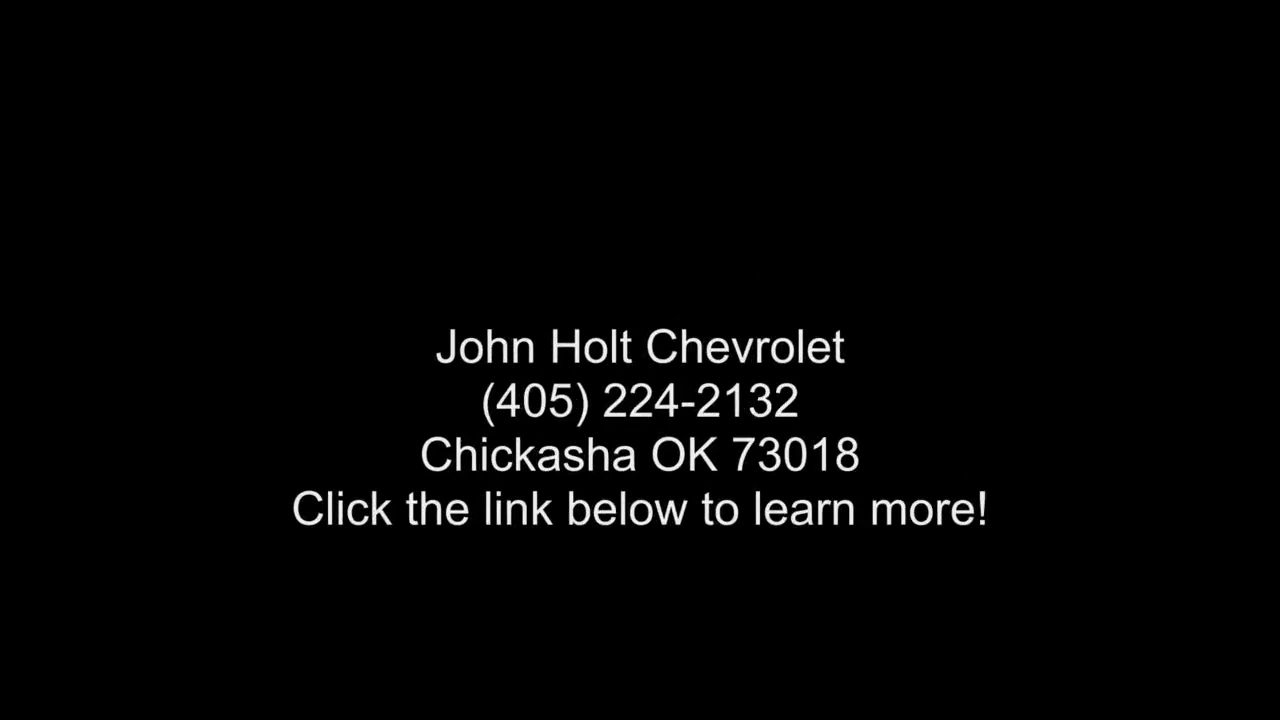 John Holt Chevrolet
(405) 224-2132
Chickasha OK 73018
Click the link below to learn more!